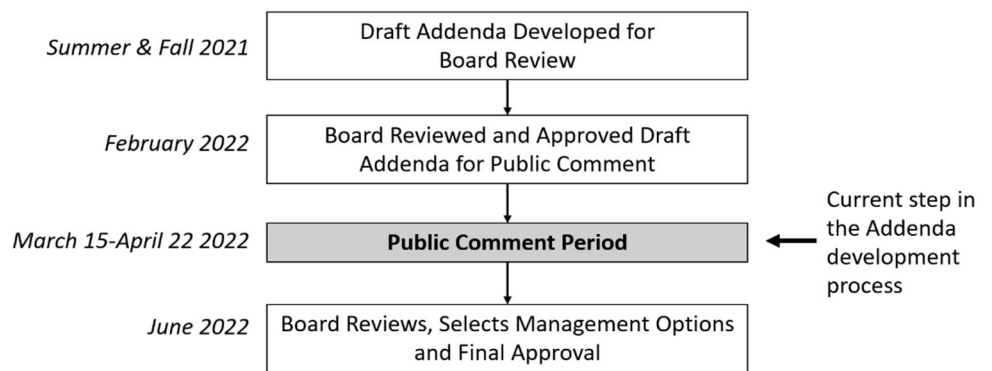 Summer & Fall 2021
Draft Addenda Developed for
Board Review
February 2022
Board Reviewed and Approved Draft
Addenda for Public Comment
March 15-April 22 2022
Public Comment Period
Current step in
the Addenda
development
process
June 2022
Board Reviews, Selects Management Options
and Final Approval